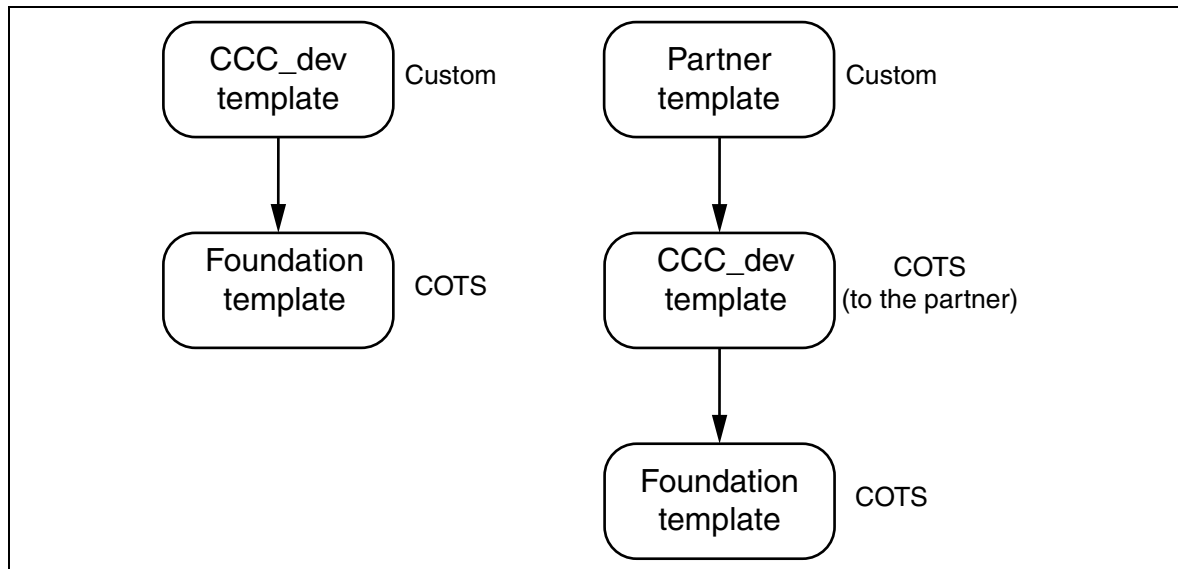 CCC_dev
template
Custom
Foundation
template
COTS
Partner
template
Custom
CCC_dev
template
COTS
(to the partner)
Foundation
template
COTS